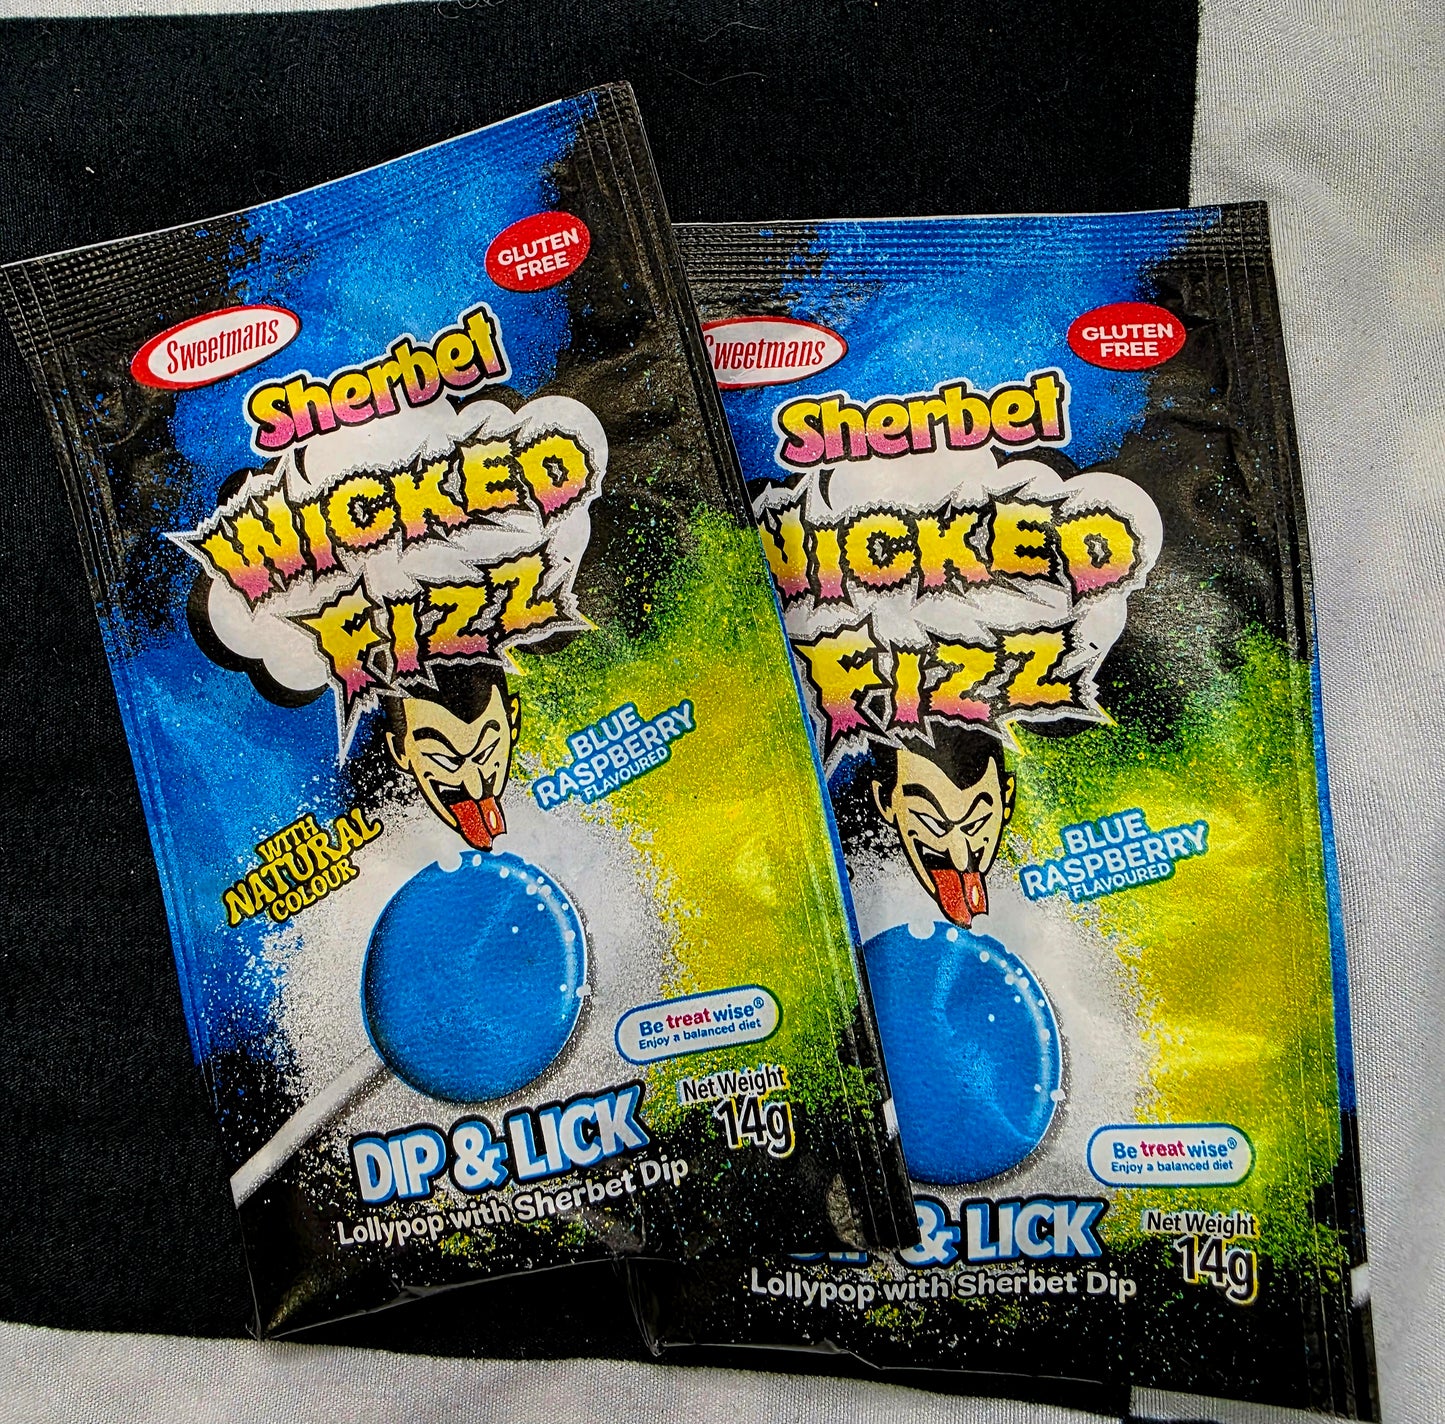 GLUTEN
FREE
Sweetmans
Sherbet
WICKED
FIZZ
BLUE
RASPBERRY
FLAVOURED
WITH
NATURAL
COLOUR
Be treat wise®
Enjoy a balanced diet
Net Weight
14g
DIP & LICK
Lollypop with Sherbet Dip
GLUTEN
FREE
Sweetmans
Sherbet
WICKED
FIZZ
BLUE
RASPBERRY
FLAVOURED
Be treat wise®
Enjoy a balanced diet
Net Weight
14g
& LICK
Lollypop with Sherbet Dip